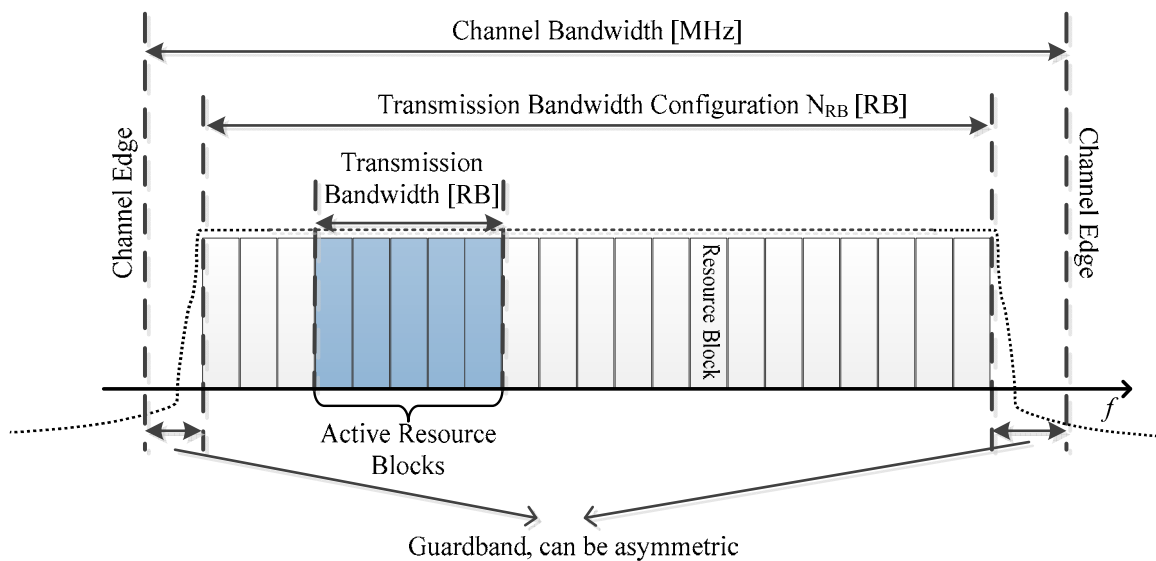 Channel Bandwidth [MHz]
Transmission Bandwidth Configuration NRB [RB]
Transmission
Bandwidth [RB]
Channel Edge
Channel Edge
Resource Block
f
Active Resource
Blocks
Guardband, can be asymmetric